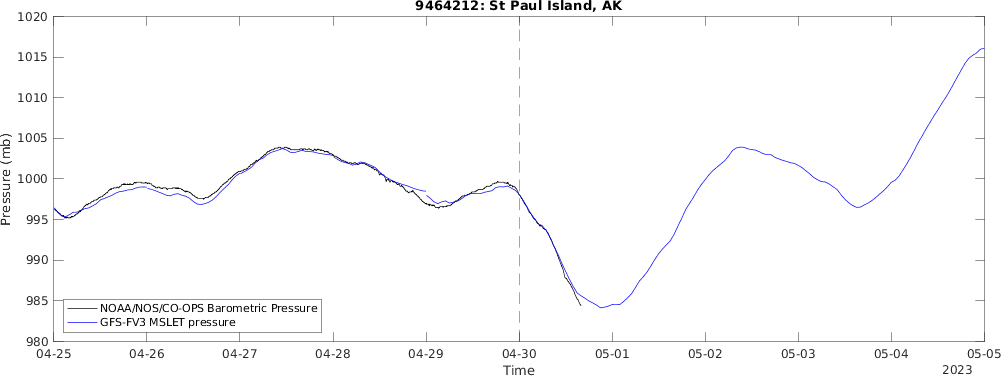 9464212: St Paul Island, AK
1020
1015
1010
1005
1000
995
990
985
980
Pressure (mb)
NOAA/NOS/CO-OPS Barometric Pressure
GFS-FV3 MSLET pressure
04-25 04-26 04-27 04-28 04-29 04-30 05-01 05-02 05-03 05-04 05-05
Time
2023